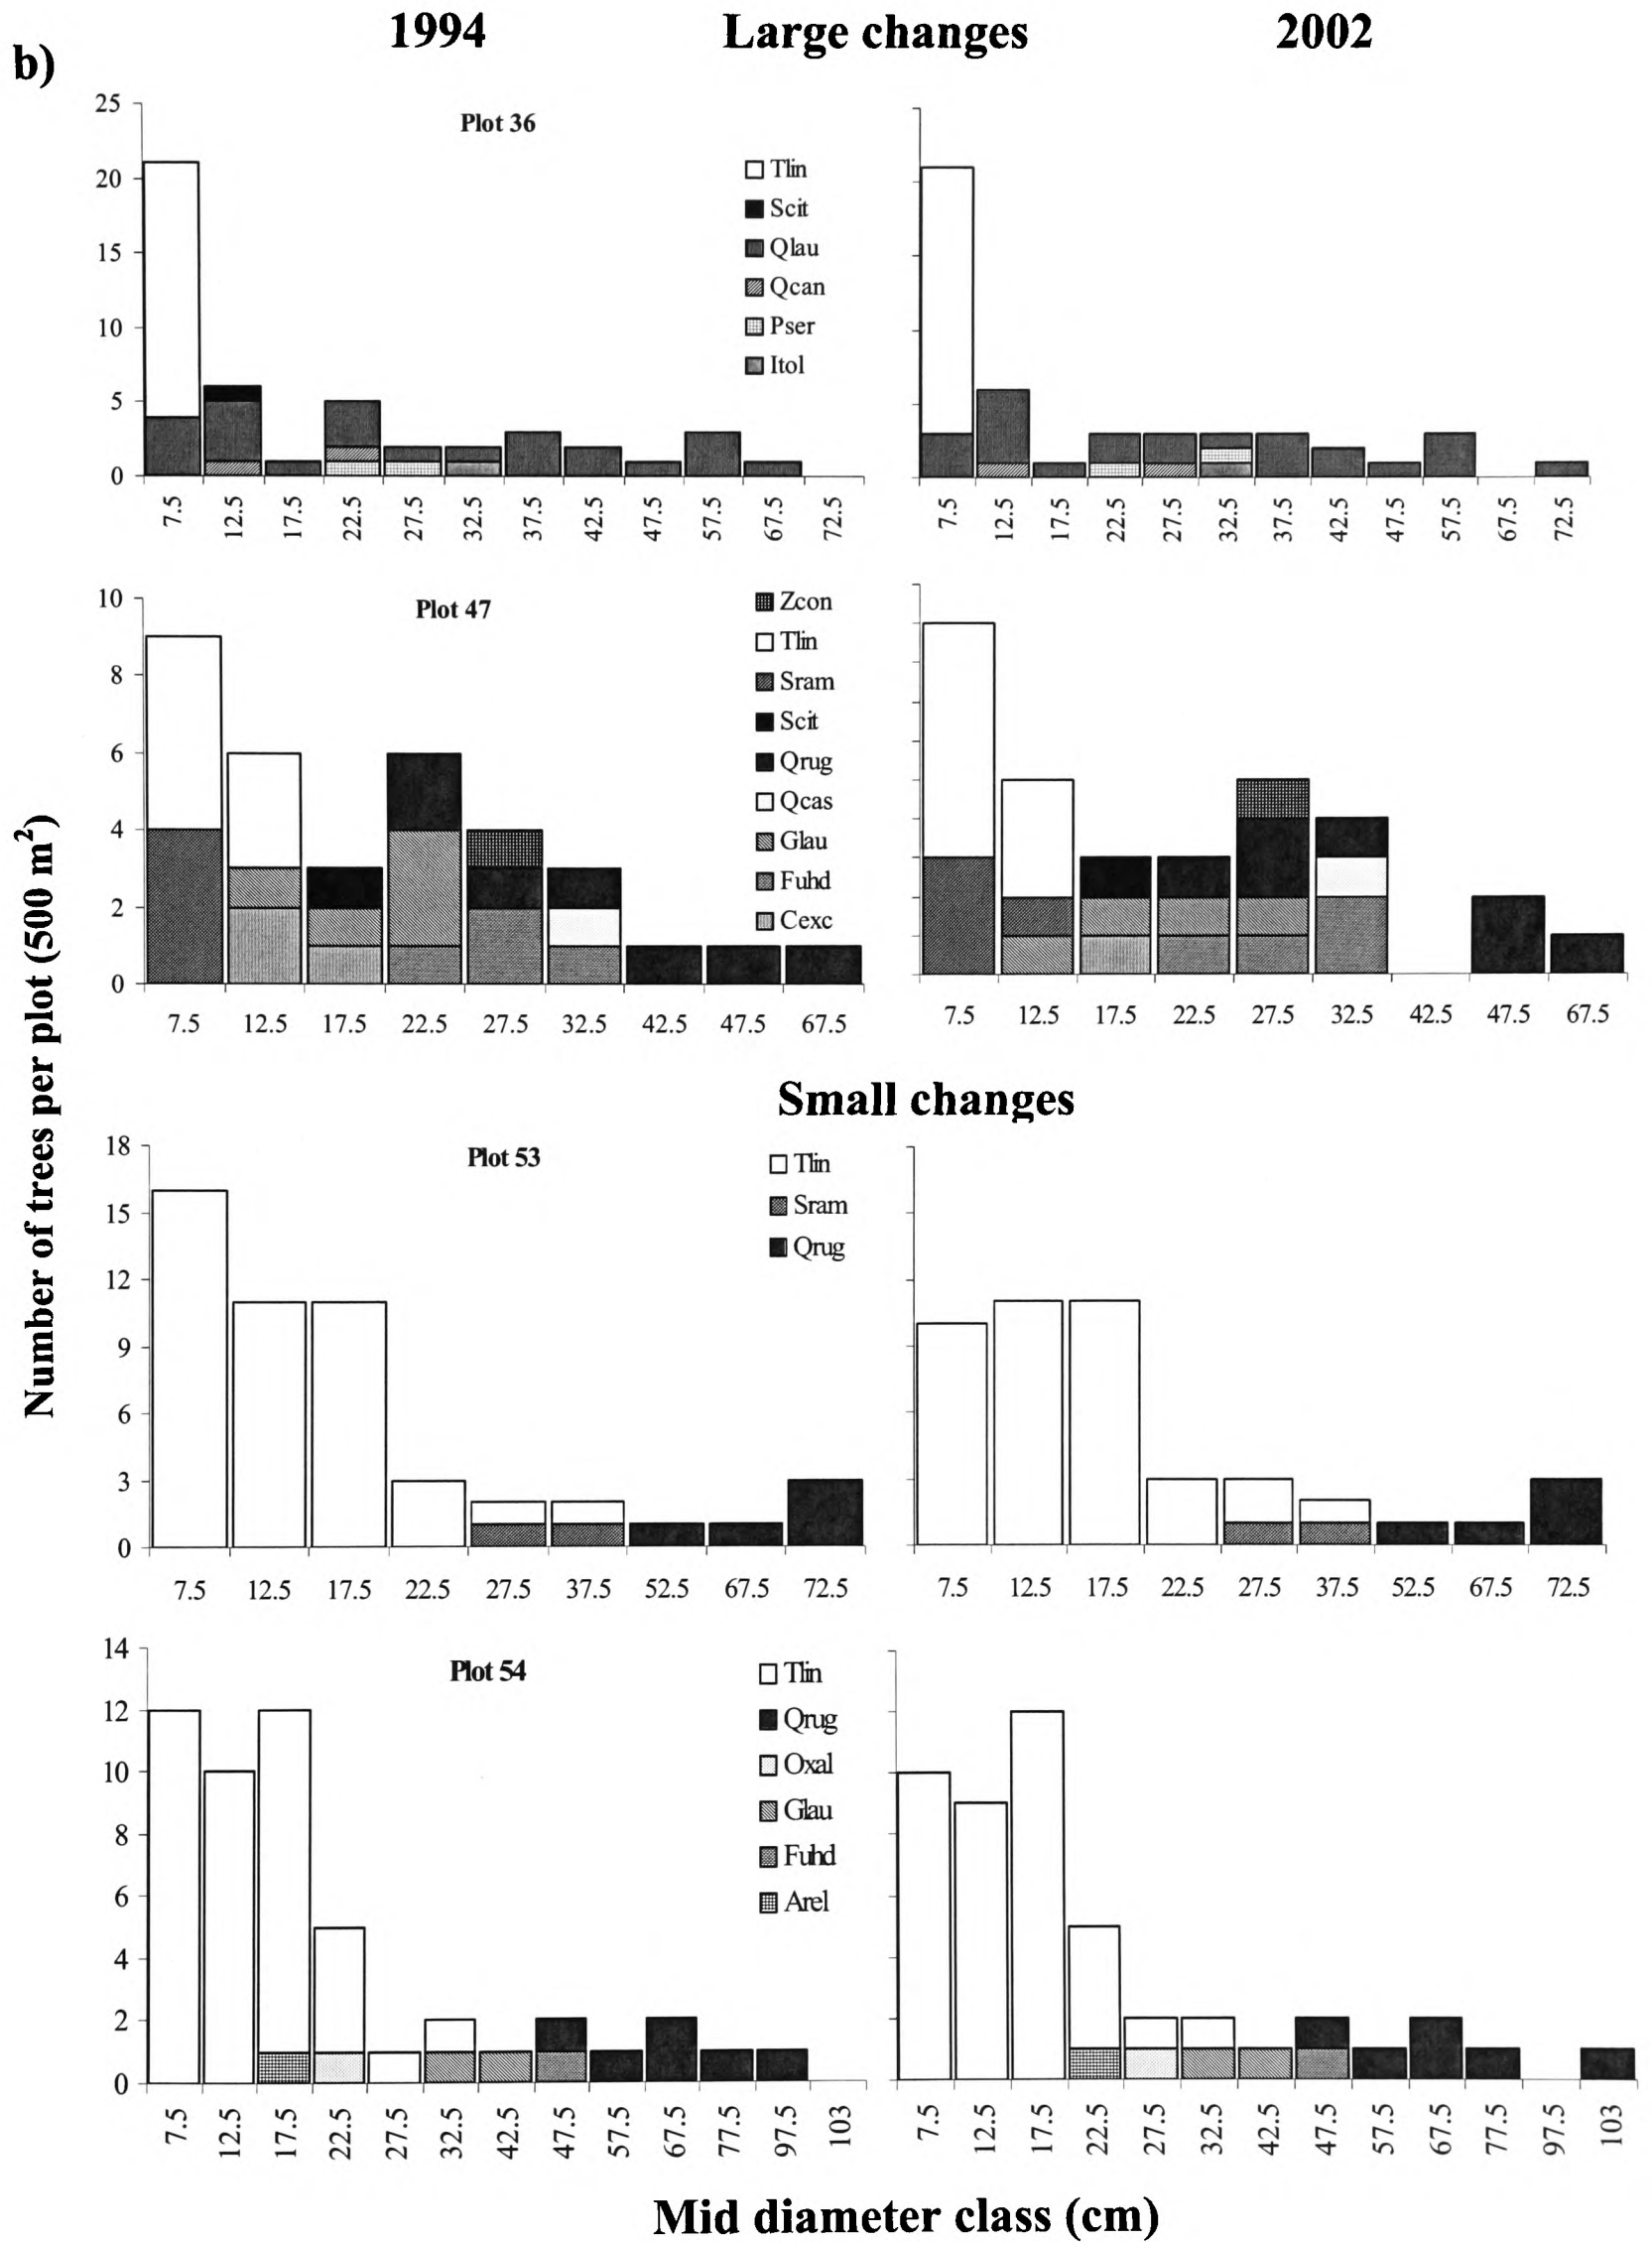 1994 Large changes 2002
b)
Number of trees per plot (500 m²)
Plot 36
25
20
15
10
5
0
Tlin
Scit
Qlau
Qcan
Pser
Itol
7.5 12.5 17.5 22.5 27.5 32.5 37.5 42.5 47.5 57.5 67.5 72.5
7.5 12.5 17.5 22.5 27.5 32.5 37.5 42.5 47.5 57.5 67.5 72.5
Plot 47
10
8
6
4
2
0
Zcon
Tlin
Sram
Scit
Qrug
Qcas
Glau
Fuhd
Cexc
7.5 12.5 17.5 22.5 27.5 32.5 42.5 47.5 67.5
7.5 12.5 17.5 22.5 27.5 32.5 42.5 47.5 67.5
Small changes
Plot 53
18
15
12
9
6
3
0
Tlin
Sram
Qrug
7.5 12.5 17.5 22.5 27.5 37.5 52.5 67.5 72.5
7.5 12.5 17.5 22.5 27.5 37.5 52.5 67.5 72.5
Plot 54
14
12
10
8
6
4
2
0
Tlin
Qrug
Oxal
Glau
Fuhd
Arel
7.5 12.5 17.5 22.5 27.5 32.5 42.5 47.5 57.5 67.5 77.5 97.5 103
7.5 12.5 17.5 22.5 27.5 32.5 42.5 47.5 57.5 67.5 77.5 97.5 103
Mid diameter class (cm)